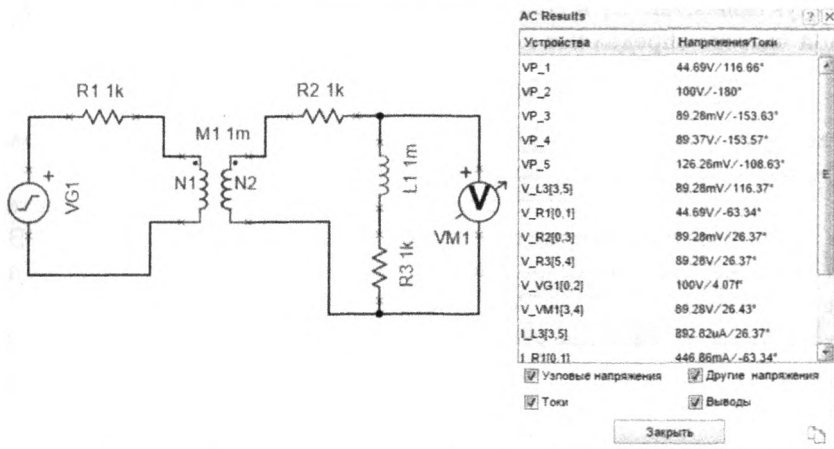 R1 1k
R2 1k
M1 1m
N1
N2
L1 1m
R3 1k
VG1
+
+
V
VM1
AC Results
Устройства Напряжения/Токи
VP_1 44.69V/116.66°
VP_2 100V/-180°
VP_3 89.28mV/-153.63°
VP_4 89.37V/-153.57°
VP_5 126.26mV/-108.63°
V_L3[3,5] 89.28mV/116.37°
V_R1[0,1] 44.69V/-63.34°
V_R2[0,3] 89.28mV/26.37°
V_R3[5,4] 89.28V/26.37°
V_VG1[0,2] 100V/4.07f°
V_VM1[3,4] 89.28V/26.43°
I_L3[3,5] 892.82uA/26.37°
I_R1[0,1] 446.86mA/-63.34°
Узловые напряжения Другие напряжения
Токи Выводы
Закрыть